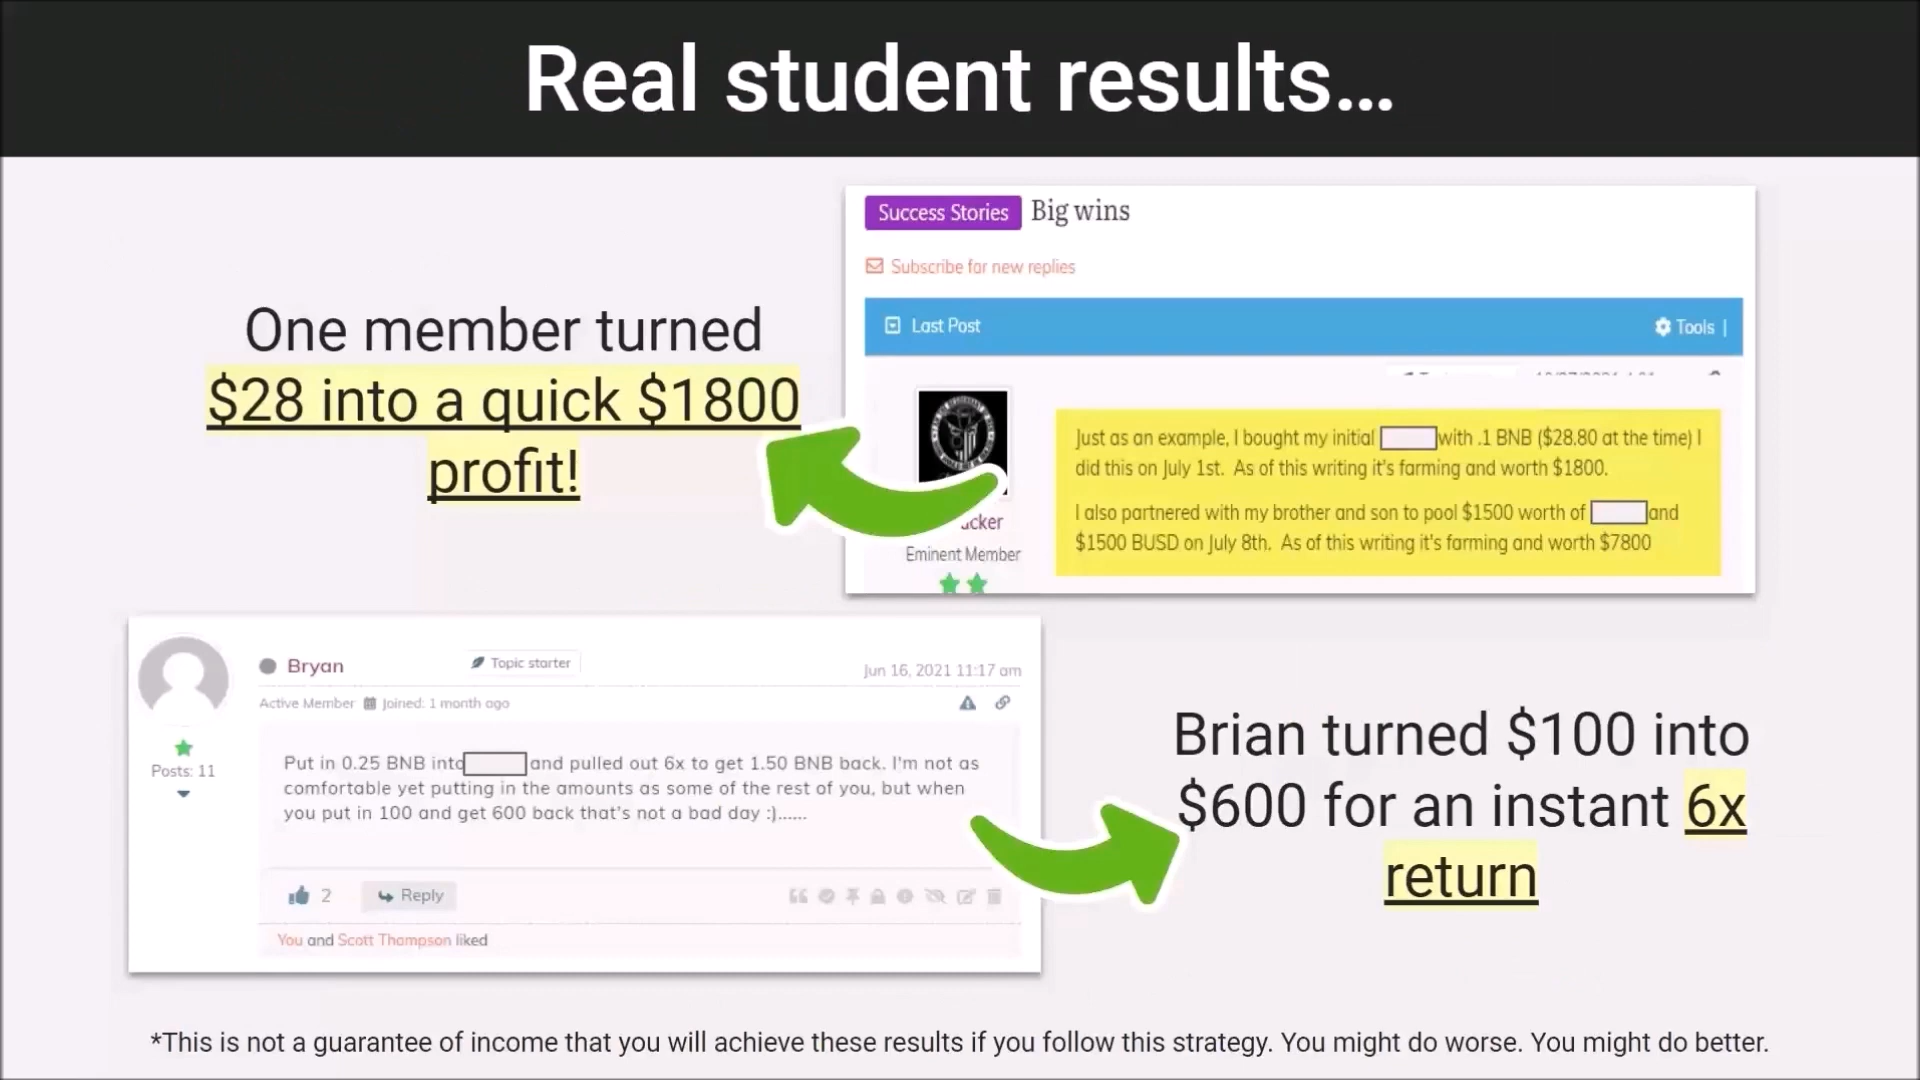 Real student results...
One member turned
$28 into a quick $1800
profit!
Success Stories Big wins
Subscribe for new replies
Last Post
Tools |
Just as an example, I bought my initial with .1 BNB ($28.80 at the time) I
did this on July 1st. As of this writing it's farming and worth $1800.
I also partnered with my brother and son to pool $1500 worth of and
$1500 BUSD on July 8th. As of this writing it's farming and worth $7800
Eminent Member
Bryan
Topic starter
Jun 16, 2021 11:17 am
Active Member Joined: 1 month ago
Posts: 11
Put in 0.25 BNB into and pulled out 6x to get 1.50 BNB back. I'm not as
comfortable yet putting in the amounts as some of the rest of you, but when
you put in 100 and get 600 back that's not a bad day :)......
2
Reply
You and Scott Thompson liked
Brian turned $100 into
$600 for an instant 6x
return
*This is not a guarantee of income that you will achieve these results if you follow this strategy. You might do worse. You might do better.